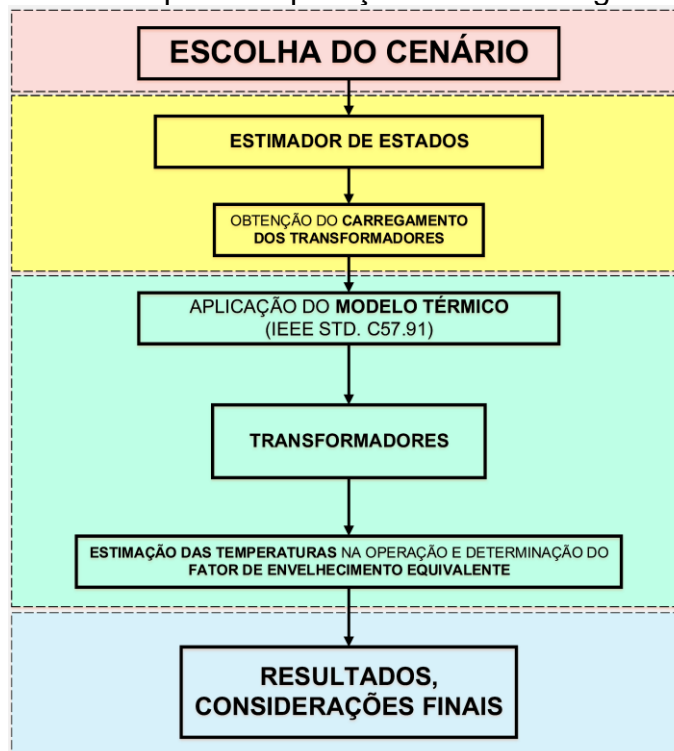 ESCOLHA DO CENÁRIO
ESTIMADOR DE ESTADOS
OBTENÇÃO DO CARREGAMENTO
DOS TRANSFORMADORES
APLICAÇÃO DO MODELO TÉRMICO
(IEEE STD. C57.91)
TRANSFORMADORES
ESTIMAÇÃO DAS TEMPERATURAS NA OPERAÇÃO E DETERMINAÇÃO DO
FATOR DE ENVELHECIMENTO EQUIVALENTE
RESULTADOS,
CONSIDERAÇÕES FINAIS